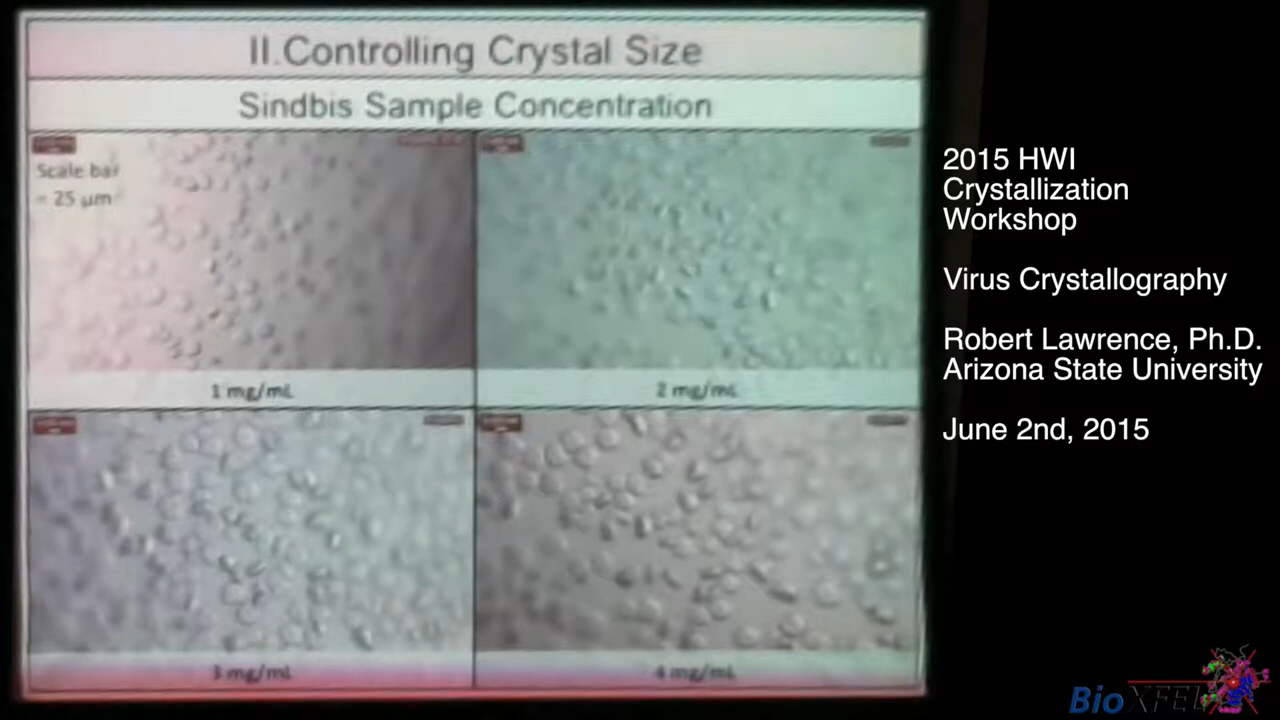 II. Controlling Crystal Size
Sindbis Sample Concentration
Scale bar
= 25 µm
1 mg/mL
2 mg/mL
3 mg/mL
4 mg/mL
2015 HWI
Crystallization
Workshop
Virus Crystallography
Robert Lawrence, Ph.D.
Arizona State University
June 2nd, 2015
BioXFEL